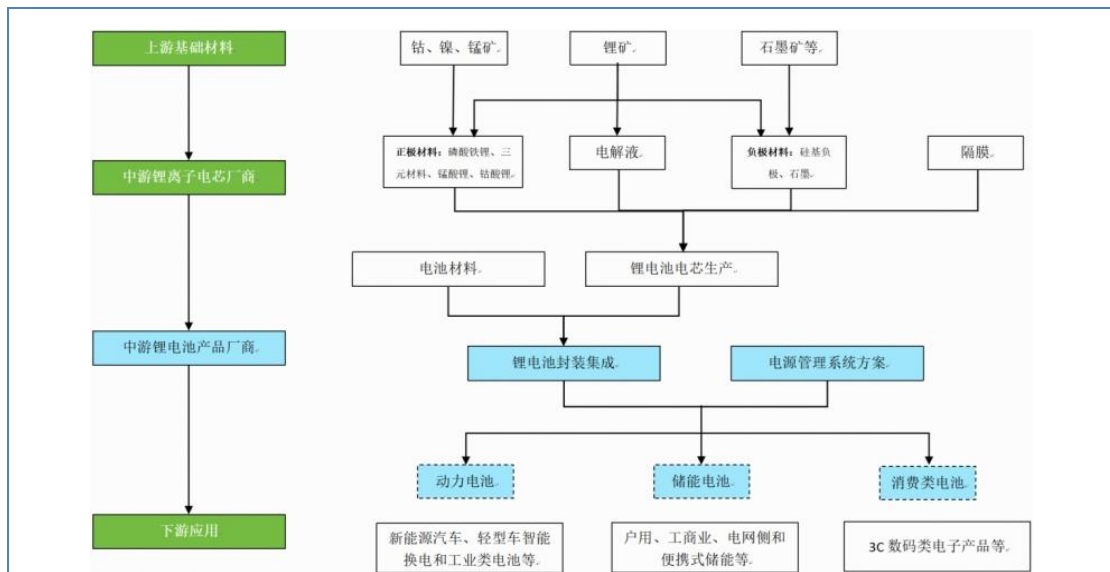 上游基础材料
钴、镍、锰矿
锂矿
石墨矿等
正极材料：磷酸铁锂、三
元材料、锰酸锂、钴酸锂
电解液
负极材料：硅基负
极、石墨
隔膜
中游锂离子电芯厂商
电池材料
锂电池电芯生产
中游锂电池产品厂商
锂电池封装集成
电源管理系统方案
动力电池
储能电池
消费类电池
下游应用
新能源汽车、轻型车智能
换电和工业类电池等
户用、工商业、电网侧和
便携式储能等
3C 数码类电子产品等